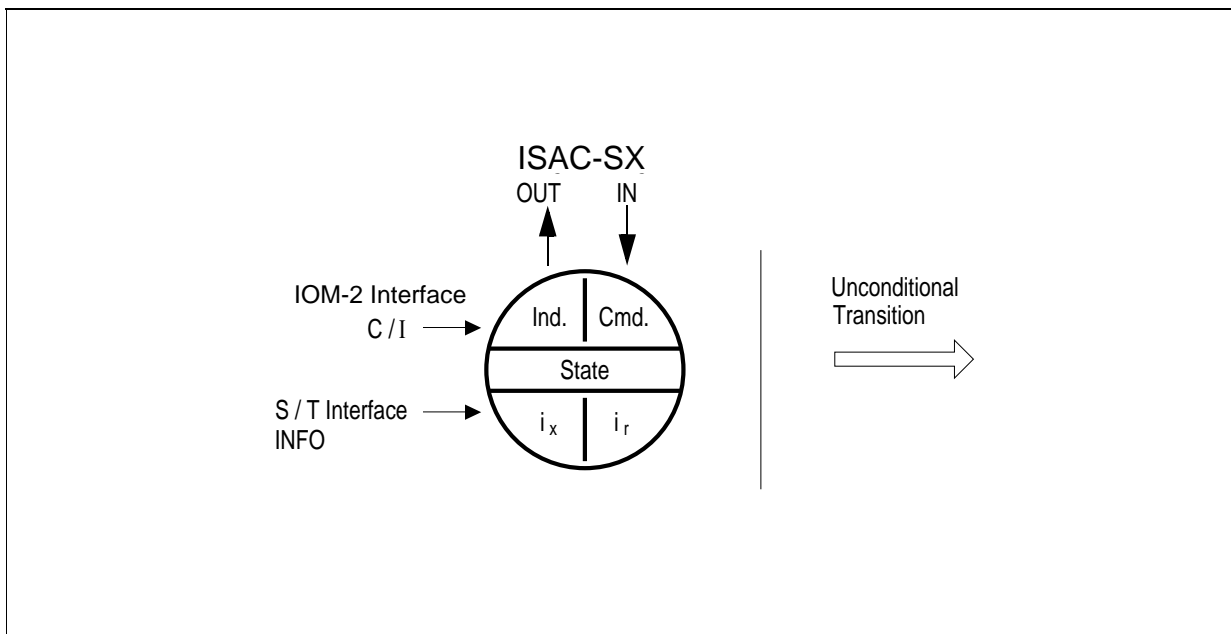 ISAC-SX
OUT IN
IOM-2 Interface
C / I
Ind. Cmd.
State
S / T Interface
INFO
i x i r
Unconditional
Transition